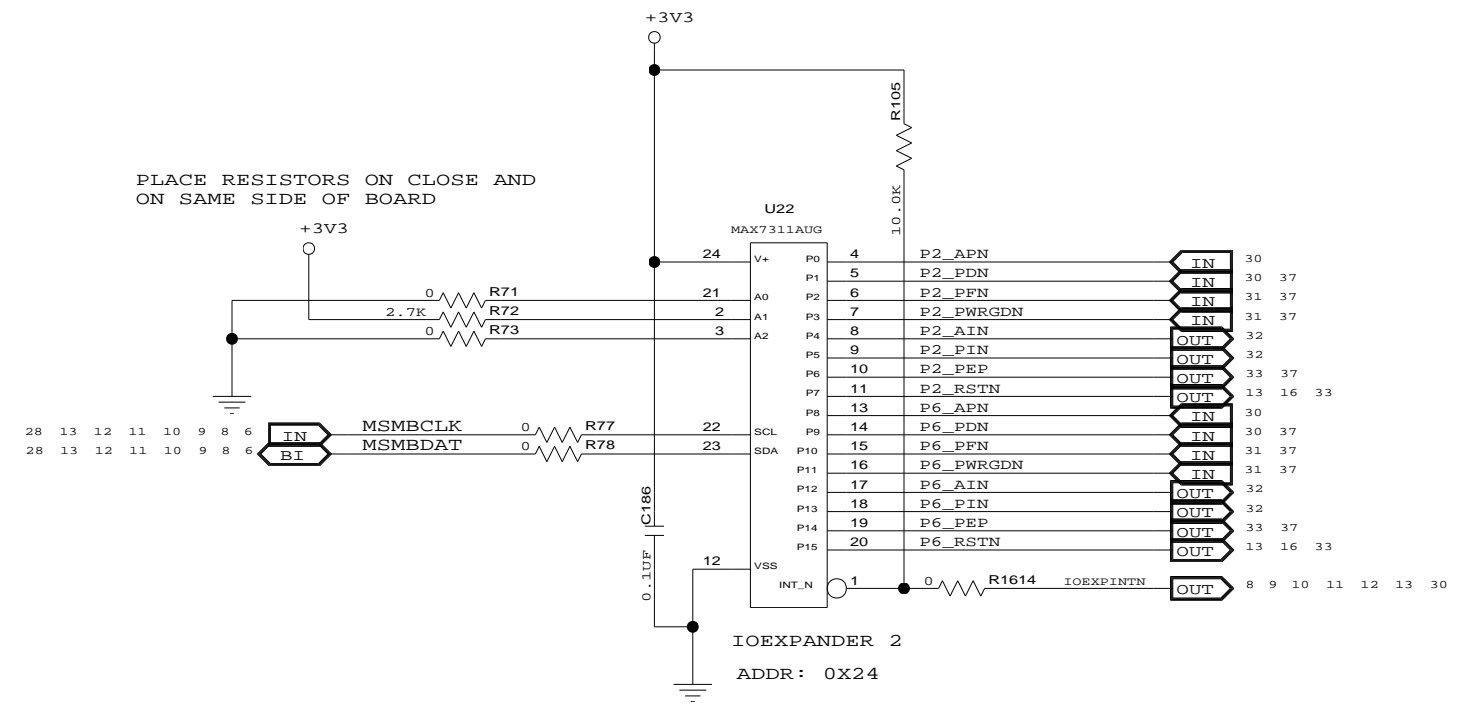 +3V3
R105
10.0K
PLACE RESISTORS ON CLOSE AND
ON SAME SIDE OF BOARD
+3V3
U22
MAX7311AUG
24 V+ P0 4 P2_APN IN 30
P1 5 P2_PDN IN 30 37
0 R71 21 A0 P2 6 P2_PFN IN 31 37
2.7K R72 2 A1 P3 7 P2_PWRGDN IN 31 37
0 R73 3 A2 P4 8 P2_AIN OUT 32
P5 9 P2_PIN OUT 32
P6 10 P2_PEP OUT 33 37
P7 11 P2_RSTN OUT 13 16 33
P8 13 P6_APN IN 30
28 13 12 11 10 9 8 6 IN MSMBCLK 0 R77 22 SCL P9 14 P6_PDN IN 30 37
28 13 12 11 10 9 8 6 BI MSMBDAT 0 R78 23 SDA P10 15 P6_PFN IN 31 37
P11 16 P6_PWRGDN IN 31 37
P12 17 P6_AIN OUT 32
P13 18 P6_PIN OUT 32
P14 19 P6_PEP OUT 33 37
P15 20 P6_RSTN OUT 13 16 33
C186
0.1UF
12 VSS
INT_N 1 0 R1614 IOEXPINTN OUT 8 9 10 11 12 13 30
IOEXPANDER 2
ADDR: 0X24